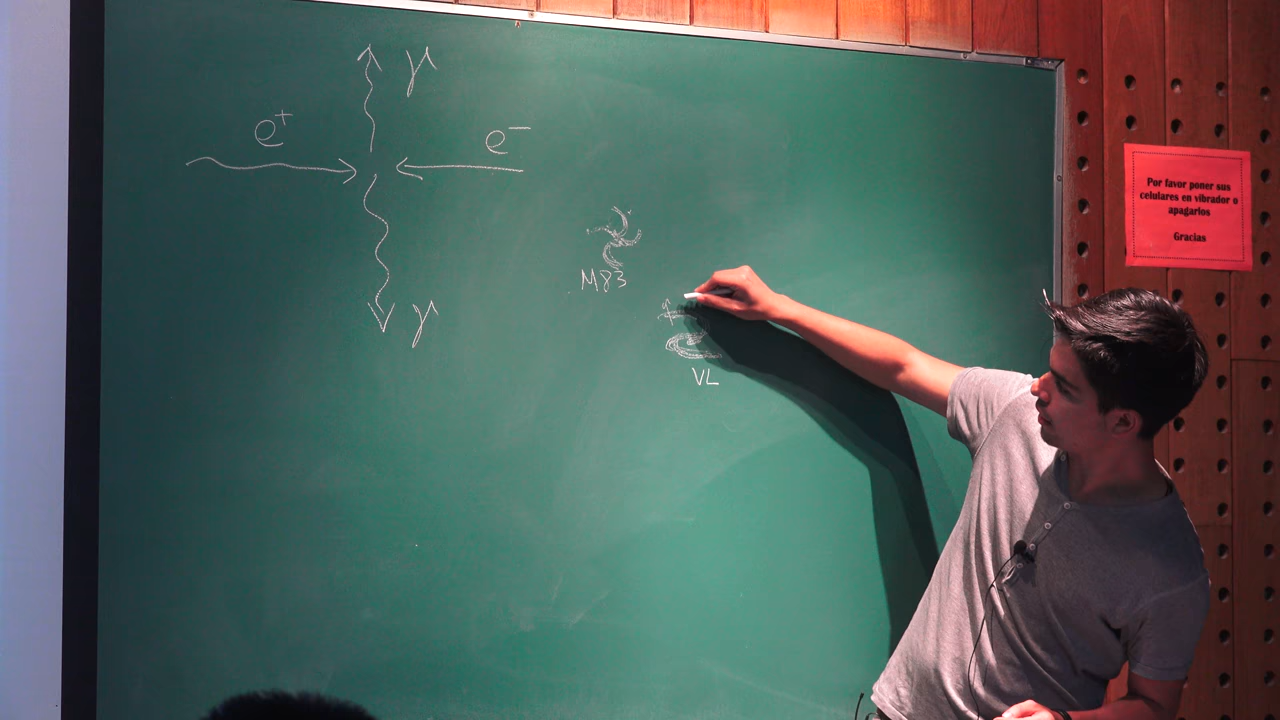 γ
e⁺
e⁻
γ
M83
VL
Por favor poner sus
celulares en vibrador o
apagarlos
Gracias